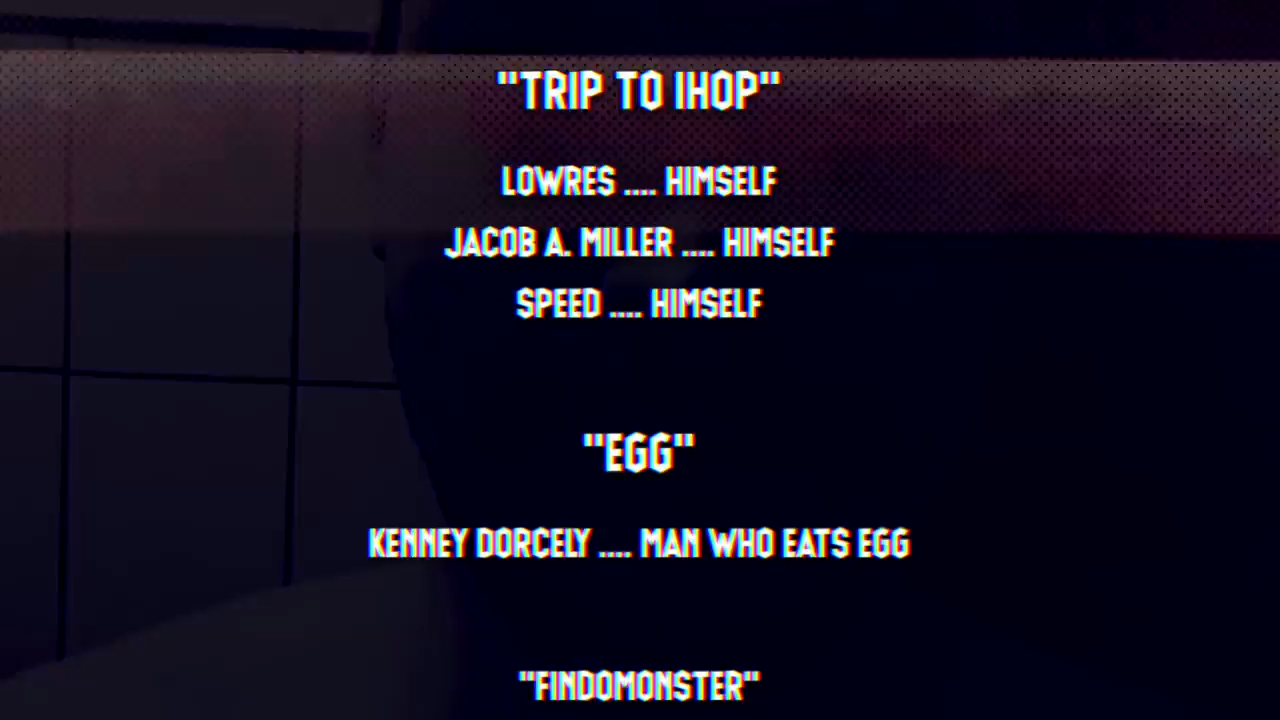 "TRIP TO IHOP"
LOWRES .... HIMSELF
JACOB A. MILLER .... HIMSELF
SPEED .... HIMSELF
"EGG"
KENNEY DORCELY .... MAN WHO EATS EGG
"FINDOMONSTER"